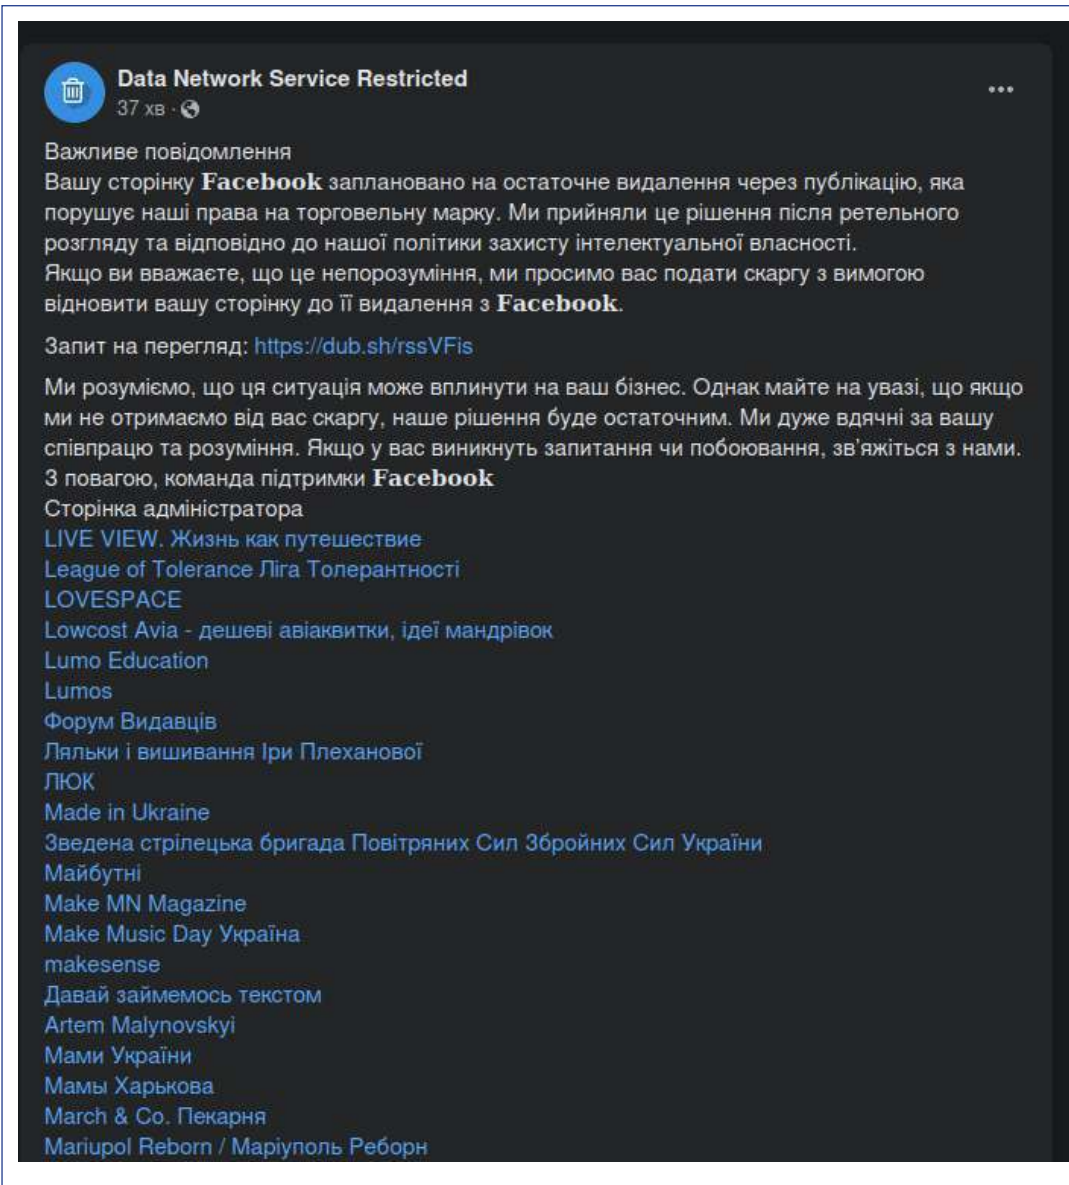 Data Network Service Restricted
37 хв ·
Важливе повідомлення
Вашу сторінку Facebook заплановано на остаточне видалення через публікацію, яка
порушує наші права на торговельну марку. Ми прийняли це рішення після ретельного
розгляду та відповідно до нашої політики захисту інтелектуальної власності.
Якщо ви вважаєте, що це непорозуміння, ми просимо вас подати скаргу з вимогою
відновити вашу сторінку до її видалення з Facebook.
Запит на перегляд: https://dub.sh/rssVFis
Ми розуміємо, що ця ситуація може вплинути на ваш бізнес. Однак майте на увазі, що якщо
ми не отримаємо від вас скаргу, наше рішення буде остаточним. Ми дуже вдячні за вашу
співпрацю та розуміння. Якщо у вас виникнуть запитання чи побоювання, зв’яжіться з нами.
З повагою, команда підтримки Facebook
Сторінка адміністратора
LIVE VIEW. Жизнь как путешествие
League of Tolerance Ліга Толерантності
LOVESPACE
Lowcost Avia - дешеві авіаквитки, ідеї мандрівок
Lumo Education
Lumos
Форум Видавців
Ляльки і вишивання Іри Плеханової
ЛЮК
Made in Ukraine
Зведена стрілецька бригада Повітряних Сил Збройних Сил України
Майбутні
Make MN Magazine
Make Music Day Україна
makesense
Давай займемось текстом
Artem Malynovskyi
Мами України
Мамы Харькова
March & Co. Пекарня
Mariupol Reborn / Маріуполь Реборн